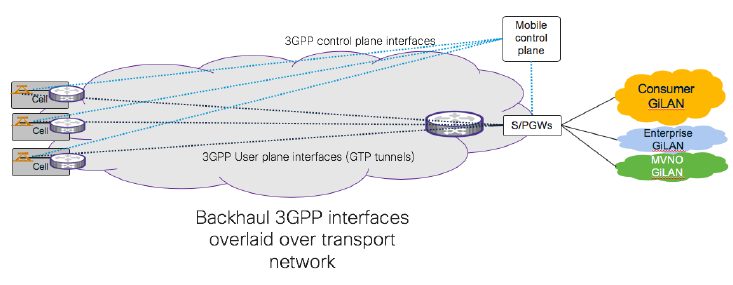 3GPP control plane interfaces
Mobile
control
plane
Cell
Cell
Cell
S/PGWs
Consumer
GiLAN
Enterprise
GiLAN
MVNO
GiLAN
3GPP User plane interfaces (GTP tunnels)
Backhaul 3GPP interfaces
overlaid over transport
network